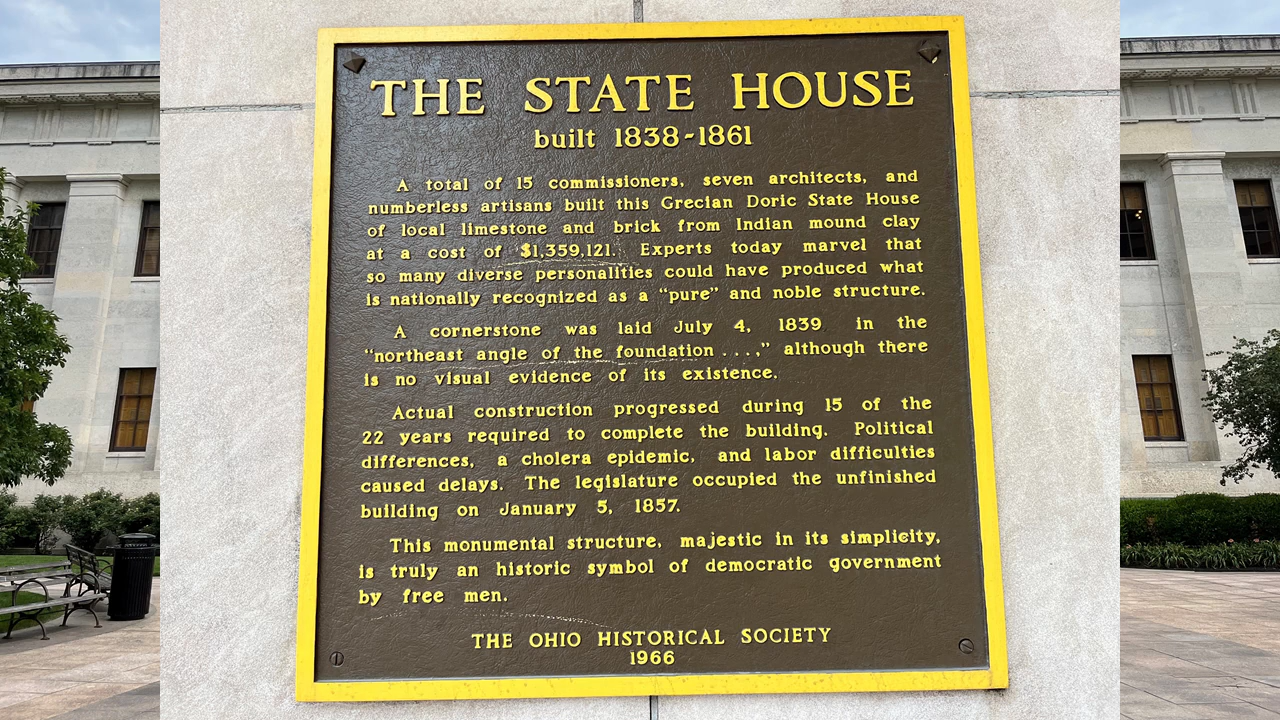 THE STATE HOUSE
built 1838-1861
A total of 15 commissioners, seven architects, and
numberless artisans built this Grecian Doric State House
of local limestone and brick from Indian mound clay
at a cost of $1,359,121. Experts today marvel that
so many diverse personalities could have produced what
is nationally recognized as a “pure” and noble structure.
A cornerstone was laid July 4, 1839 in the
“northeast angle of the foundation . . . ,” although there
is no visual evidence of its existence.
Actual construction progressed during 15 of the
22 years required to complete the building. Political
differences, a cholera epidemic, and labor difficulties
caused delays. The legislature occupied the unfinished
building on January 5, 1857.
This monumental structure, majestic in its simplicity,
is truly an historic symbol of democratic government
by free men.
THE OHIO HISTORICAL SOCIETY
1966